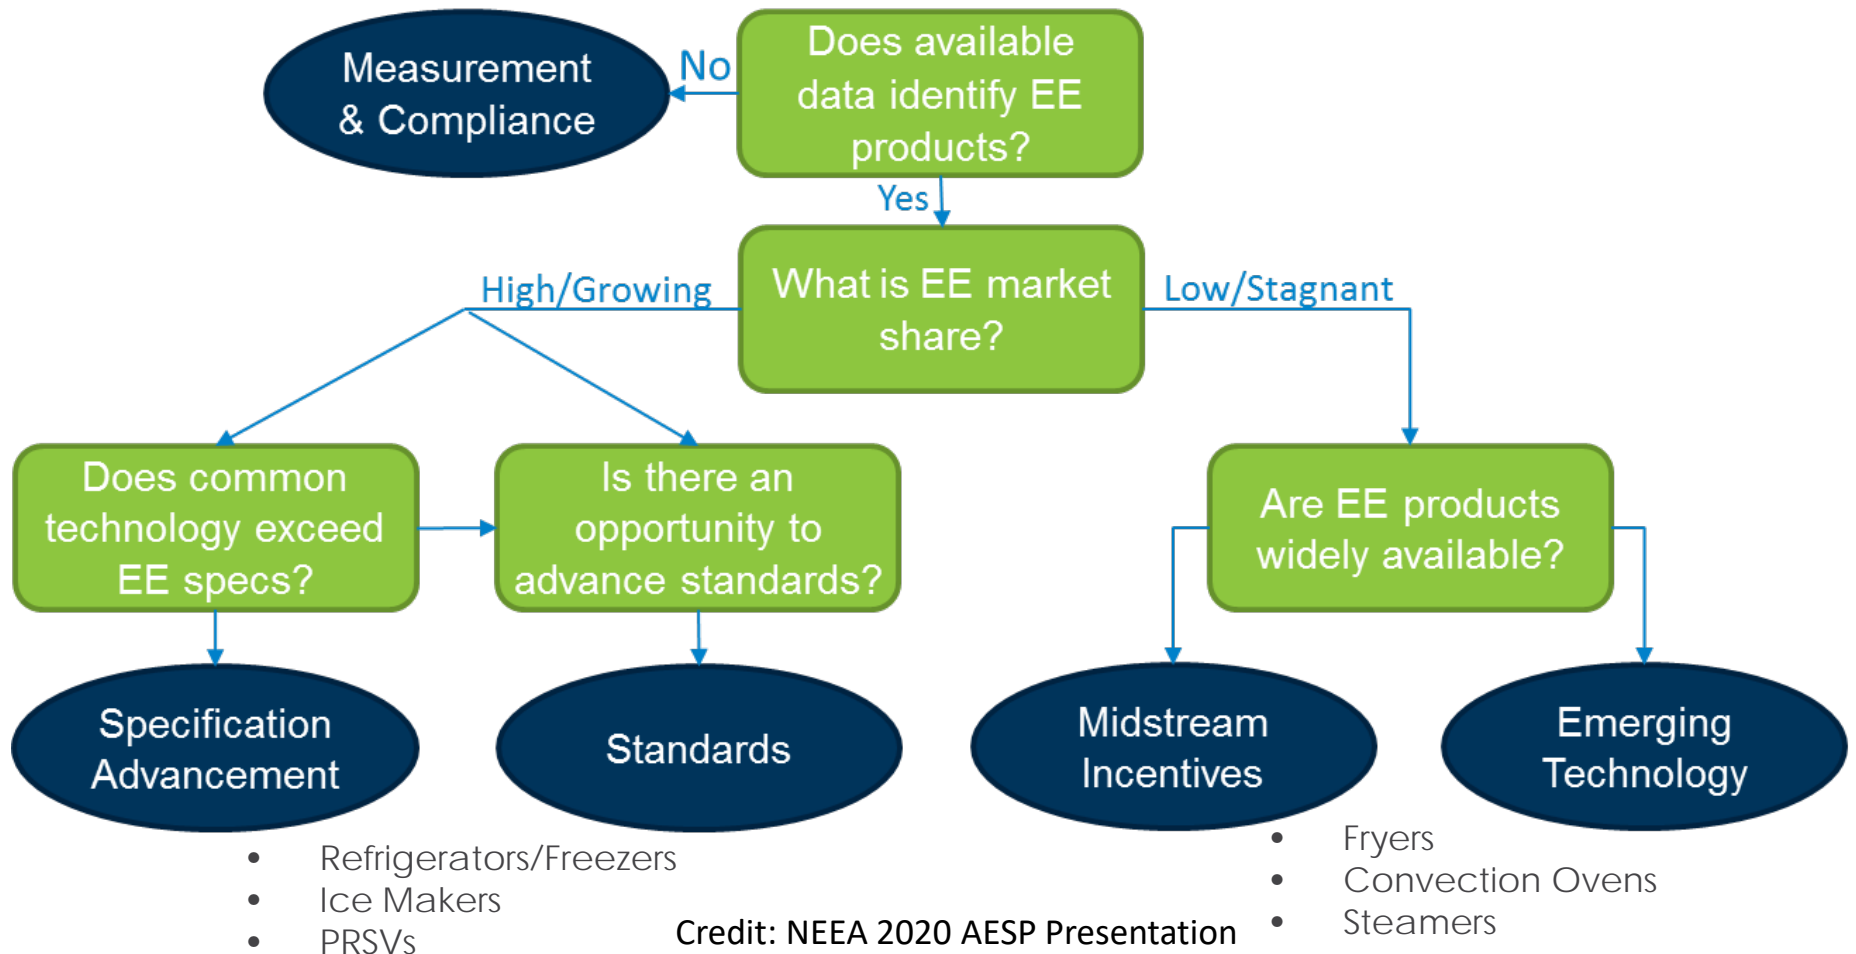 Measurement
& Compliance
No
Does available
data identify EE
products?
Yes
High/Growing
What is EE market
share?
Low/Stagnant
Does common
technology exceed
EE specs?
Is there an
opportunity to
advance standards?
Are EE products
widely available?
Specification
Advancement
Standards
Midstream
Incentives
Emerging
Technology
• Refrigerators/Freezers
• Ice Makers
• PRSVs
• Fryers
• Convection Ovens
• Steamers
Credit: NEEA 2020 AESP Presentation